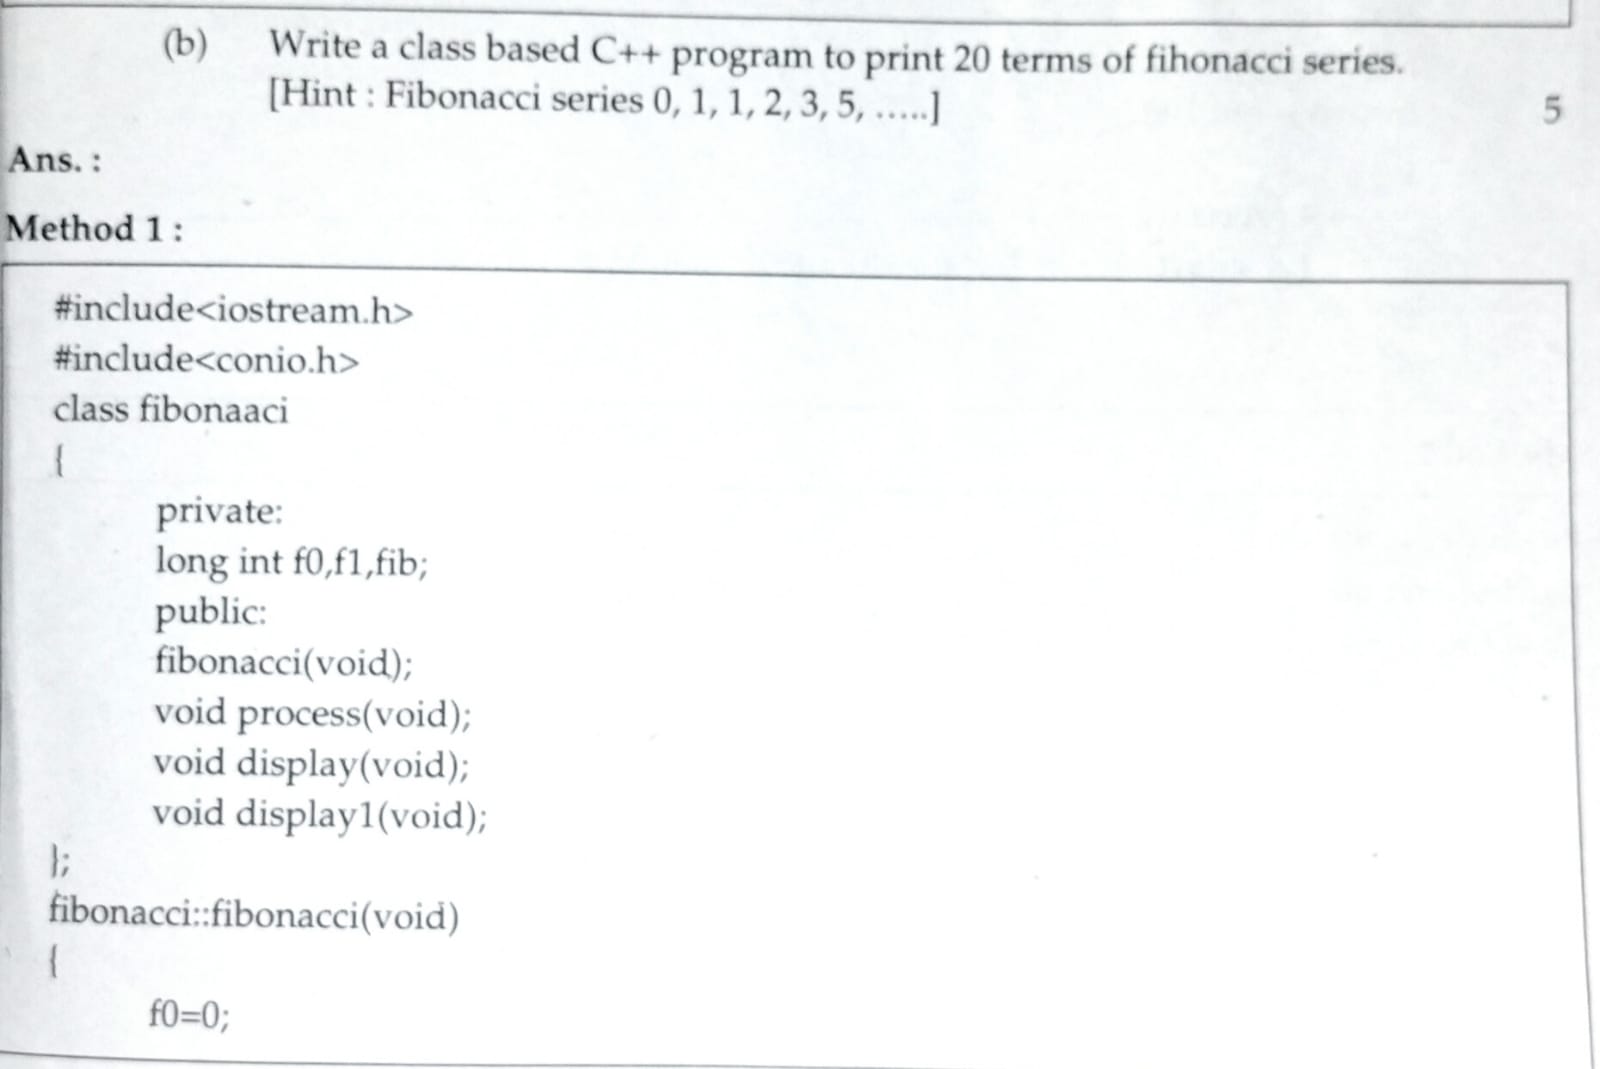 (b) Write a class based C++ program to print 20 terms of fihonacci series.
[Hint : Fibonacci series 0, 1, 1, 2, 3, 5, .....]
5
Ans. :
Method 1 :
#include<iostream.h>
#include<conio.h>
class fibonaaci
{
private:
long int f0,f1,fib;
public:
fibonacci(void);
void process(void);
void display(void);
void display1(void);
};
fibonacci::fibonacci(void)
{
f0=0;